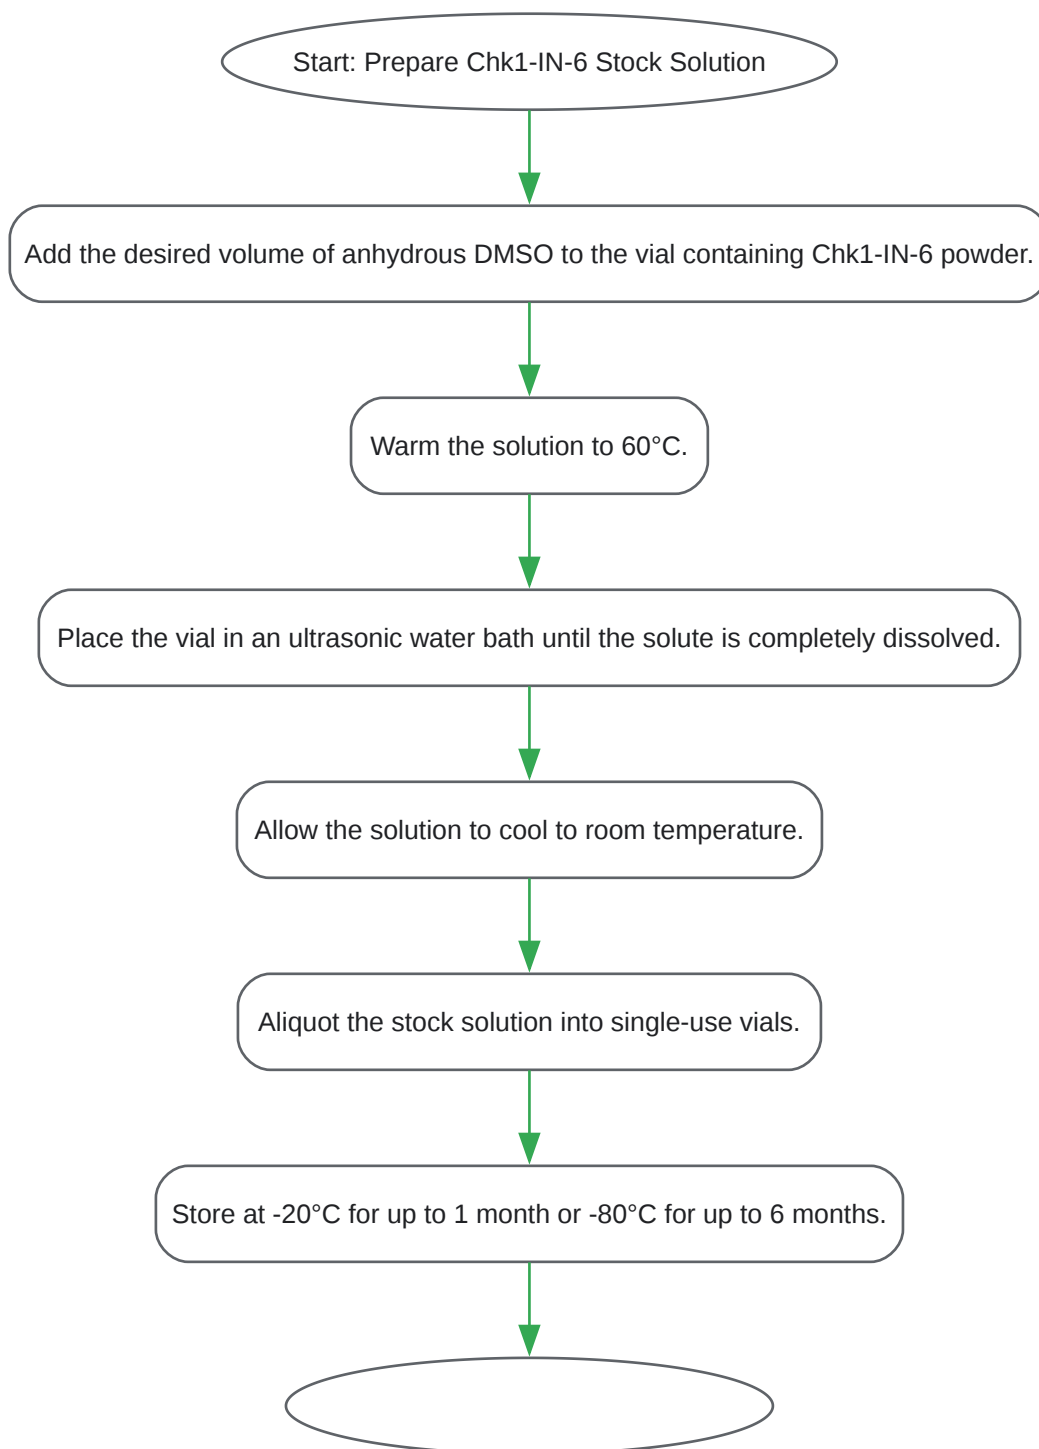 Start: Prepare Chk1-IN-6 Stock Solution
Add the desired volume of anhydrous DMSO to the vial containing Chk1-IN-6 powder.
Warm the solution to 60°C.
Place the vial in an ultrasonic water bath until the solute is completely dissolved.
Allow the solution to cool to room temperature.
Aliquot the stock solution into single-use vials.
Store at -20°C for up to 1 month or -80°C for up to 6 months.